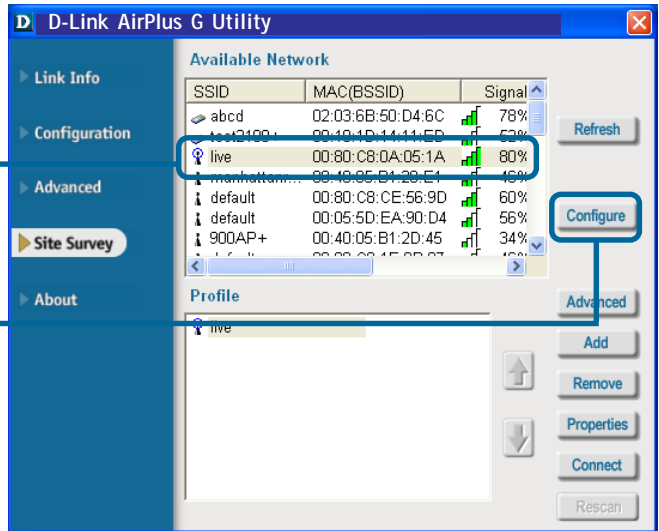 D D-Link AirPlus G Utility
Link Info
Configuration
Advanced
Site Survey
About
Available Network
SSID MAC(BSSID) Signal
abcd 02:03:6B:50:D4:6C 78%
live 00:80:C8:0A:05:1A 80%
default 00:80:C8:CE:56:9D 60%
default 00:05:5D:EA:90:D4 56%
900AP+ 00:40:05:B1:2D:45 34%
Refresh
Configure
Profile
live
Advanced
Add
Remove
Properties
Connect
Rescan